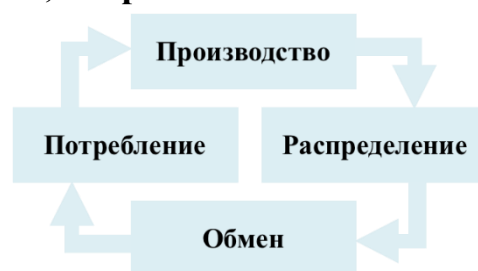 Производство
Потребление
Распределение
Обмен